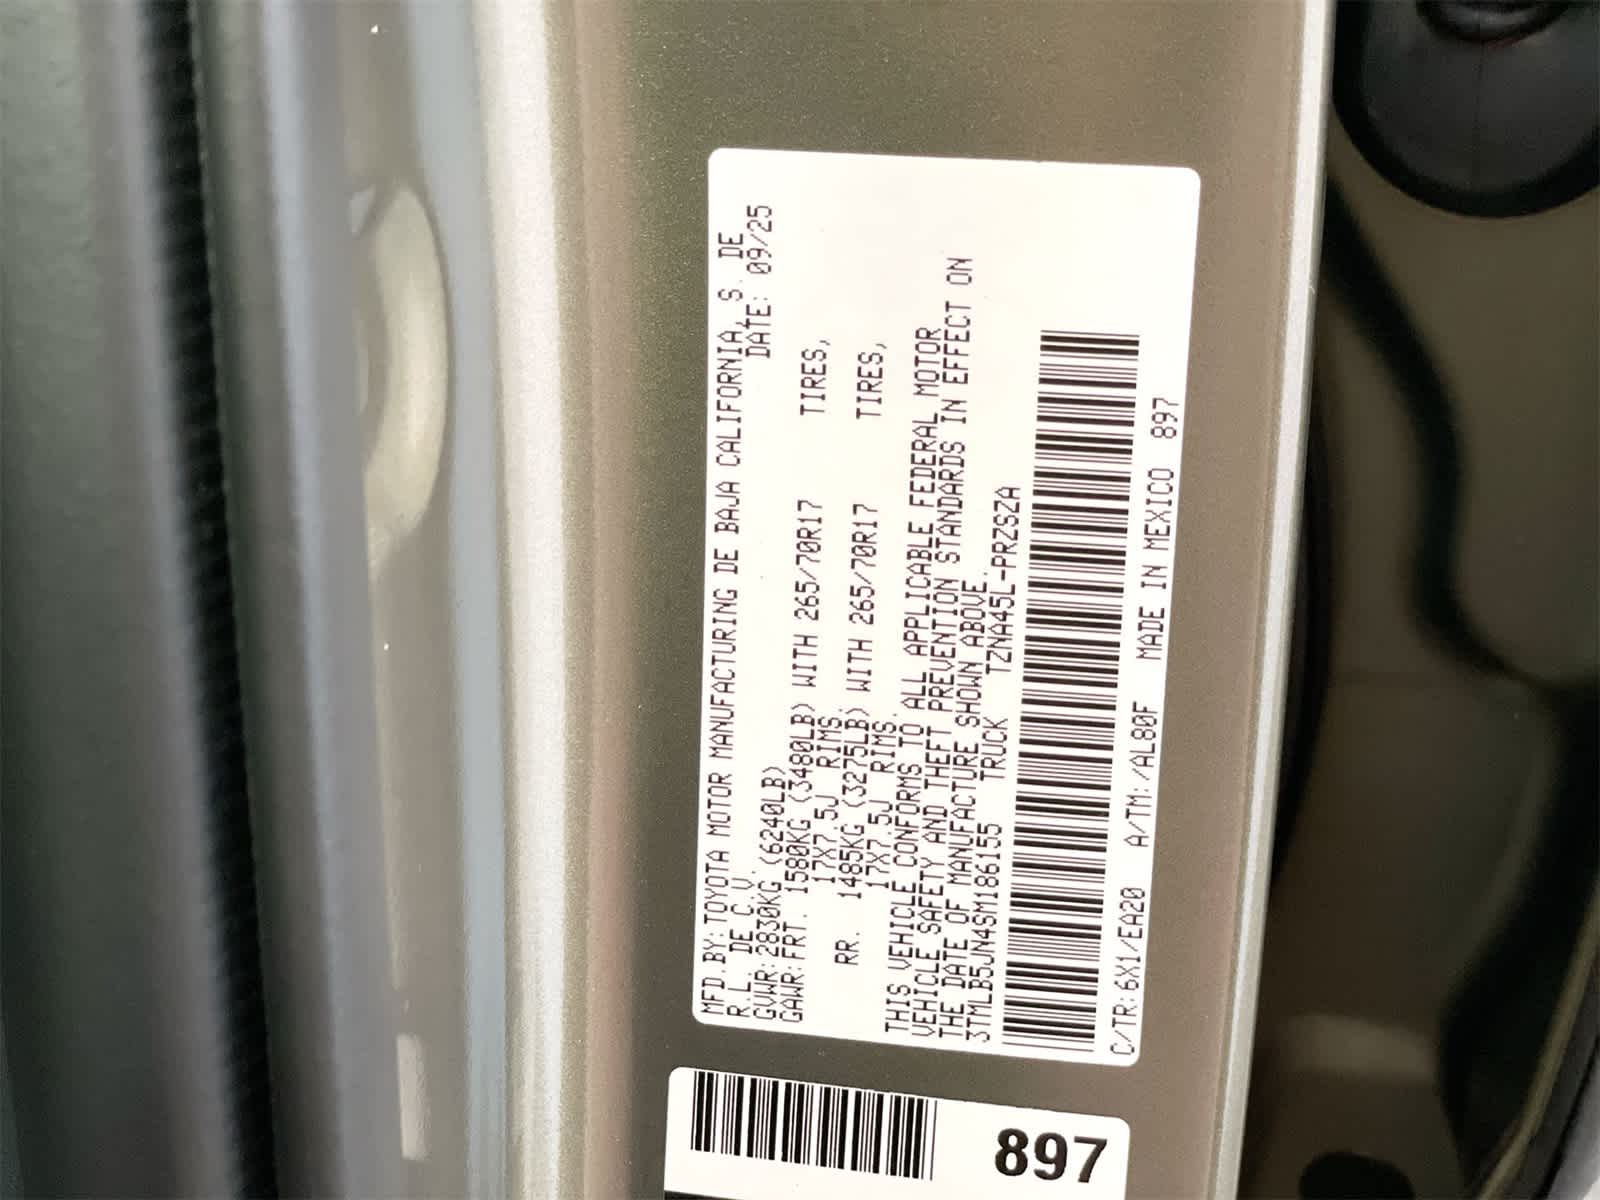 MFD.BY:TOYOTA MOTOR MANUFACTURING DE BAJA CALIFORNIA, S. DE
R.L. DE C.V. DATE: 09/25
GVWR:2830KG (6240LB)
GAWR:FRT. 1580KG (3480LB) WITH 265/70R17 TIRES,
17X7.5J RIMS.
RR. 1485KG (3275LB) WITH 265/70R17 TIRES,
17X7.5J RIMS.
THIS VEHICLE CONFORMS TO ALL APPLICABLE FEDERAL MOTOR
VEHICLE SAFETY AND THEFT PREVENTION STANDARDS IN EFFECT ON
THE DATE OF MANUFACTURE SHOWN ABOVE.
3TMLB5JN4SM186155 TRUCK TZNA45L-PRZSZA
C/TR:6X1/EA20 A/TM:/AL80F MADE IN MEXICO 897
897